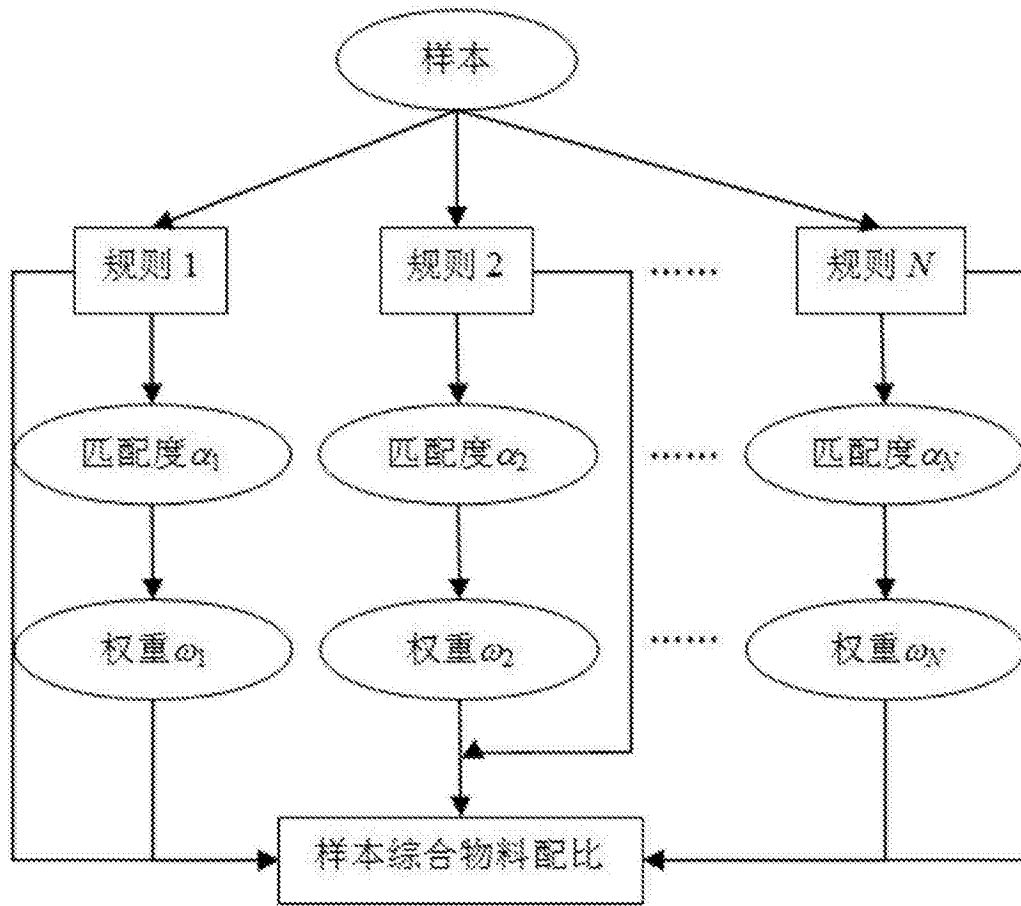 样本
规则 1
规则 2
......
规则 N
匹配度α1
匹配度α2
......
匹配度αN
权重ω1
权重ω2
......
权重ωN
样本综合物料配比